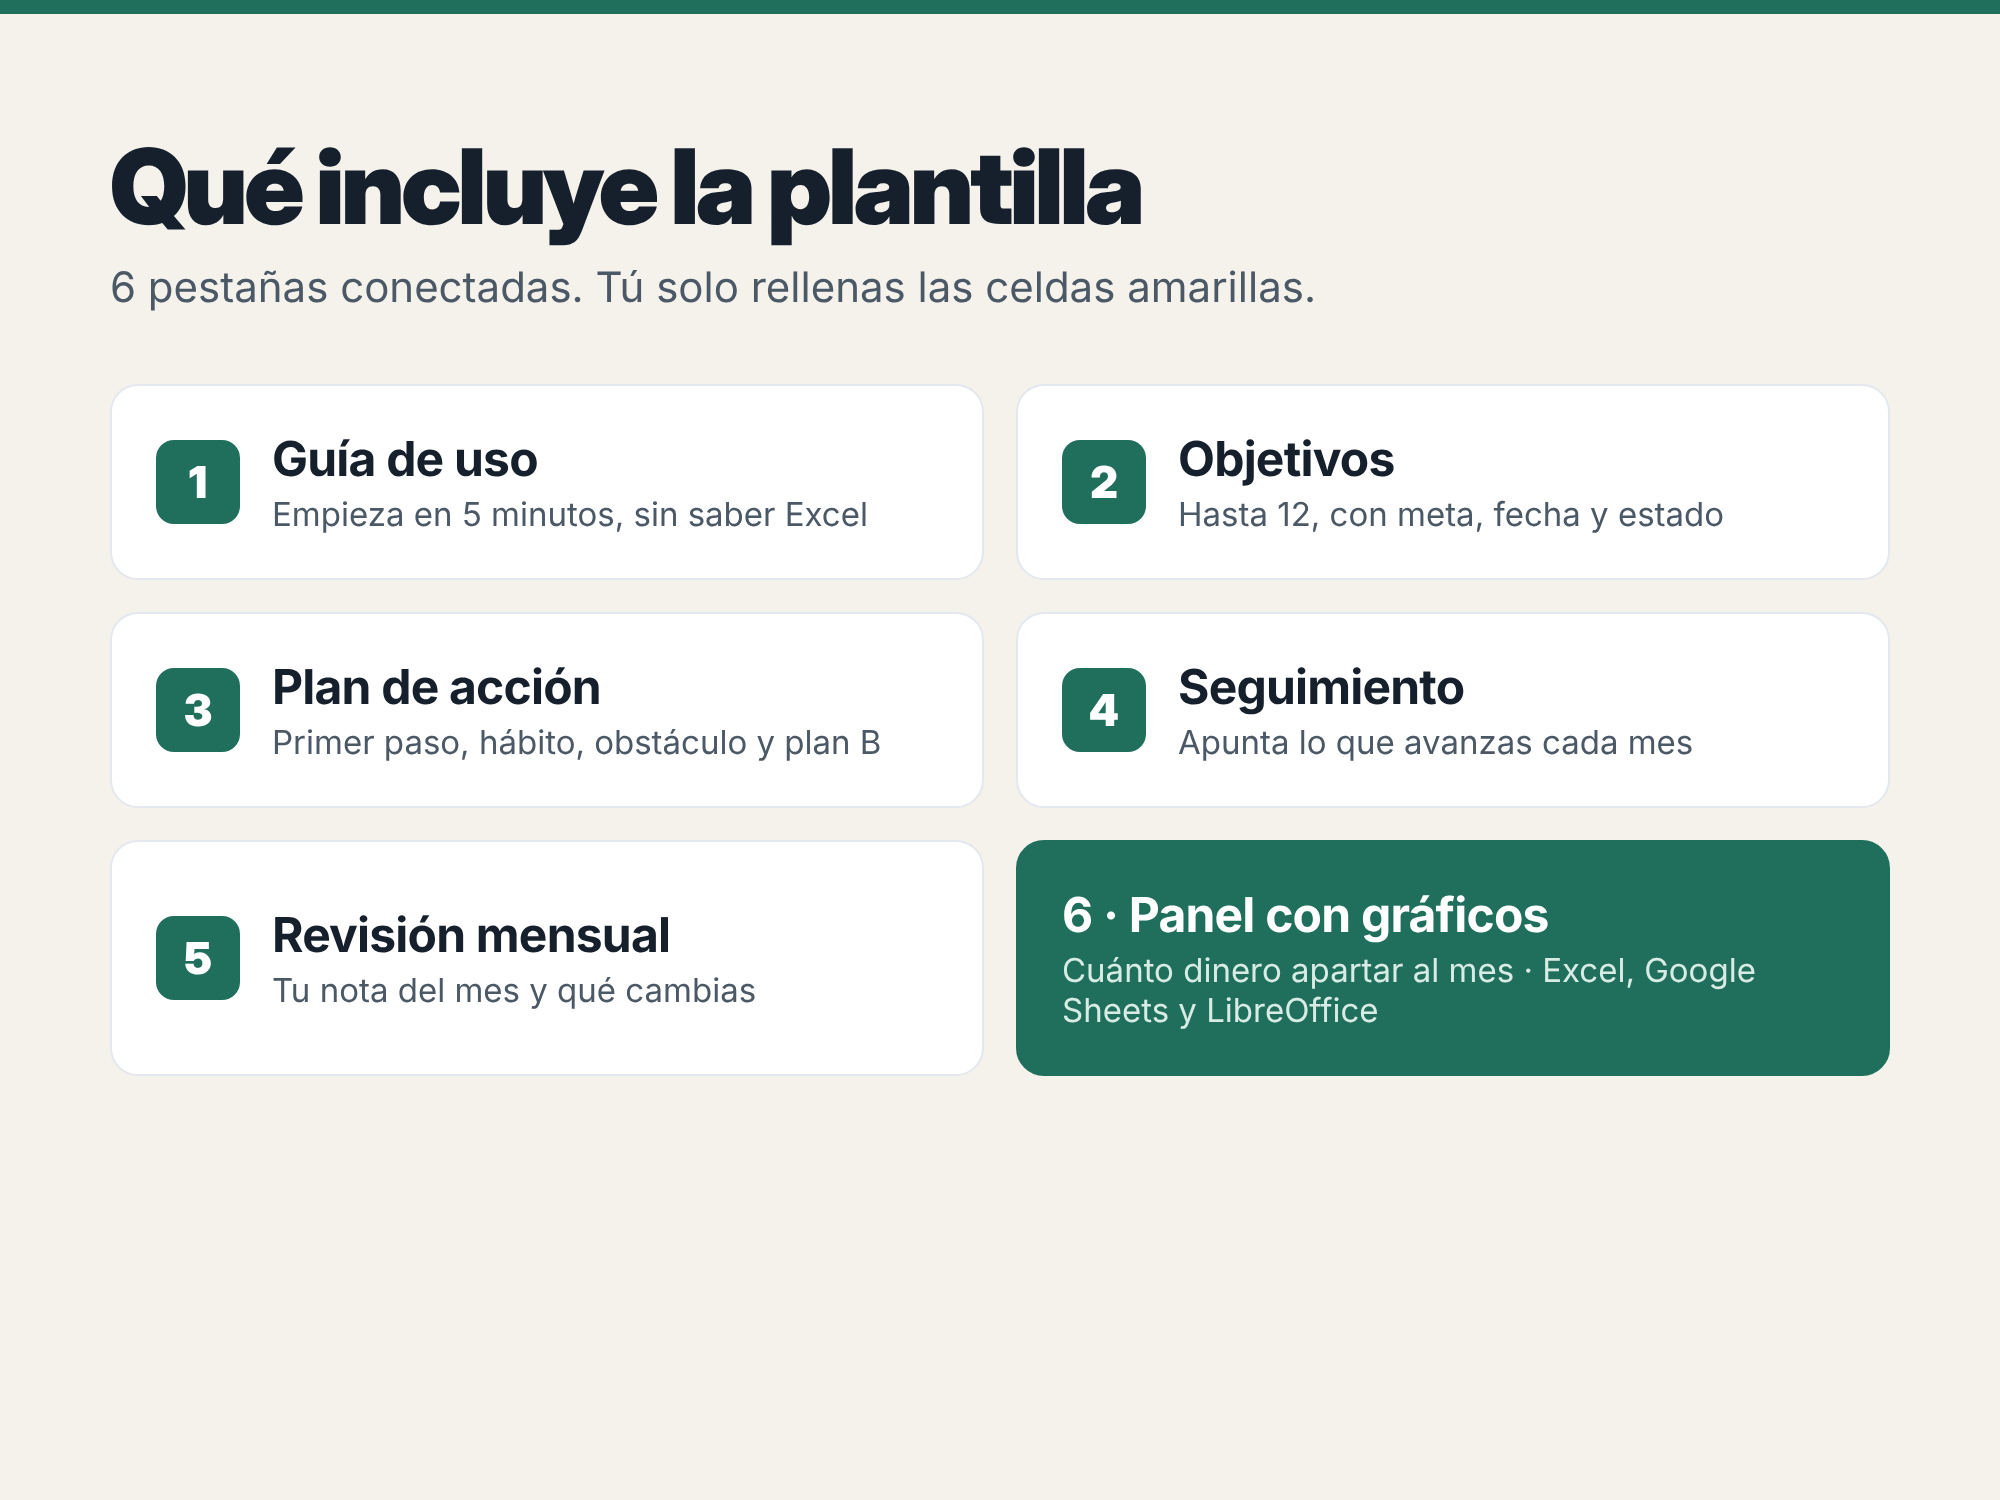 Qué incluye la plantilla
6 pestañas conectadas. Tú solo rellenas las celdas amarillas.
1
Guía de uso
Empieza en 5 minutos, sin saber Excel
2
Objetivos
Hasta 12, con meta, fecha y estado
3
Plan de acción
Primer paso, hábito, obstáculo y plan B
4
Seguimiento
Apunta lo que avanzas cada mes
5
Revisión mensual
Tu nota del mes y qué cambias
6 · Panel con gráficos
Cuánto dinero apartar al mes · Excel, Google
Sheets y LibreOffice